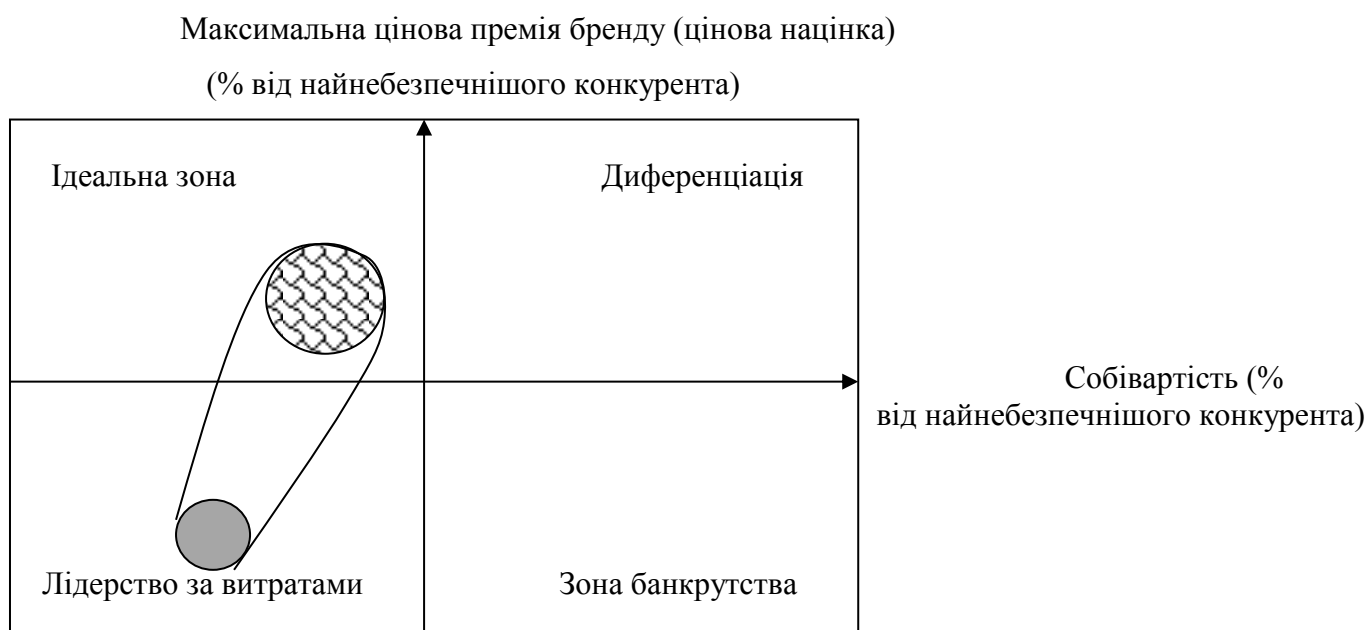 Максимальна цінова премія бренду (цінова націнка)
(% від найнебезпечнішого конкурента)
Ідеальна зона
Диференціація
Собівартість (%
від найнебезпечнішого конкурента)
Лідерство за витратами
Зона банкрутства